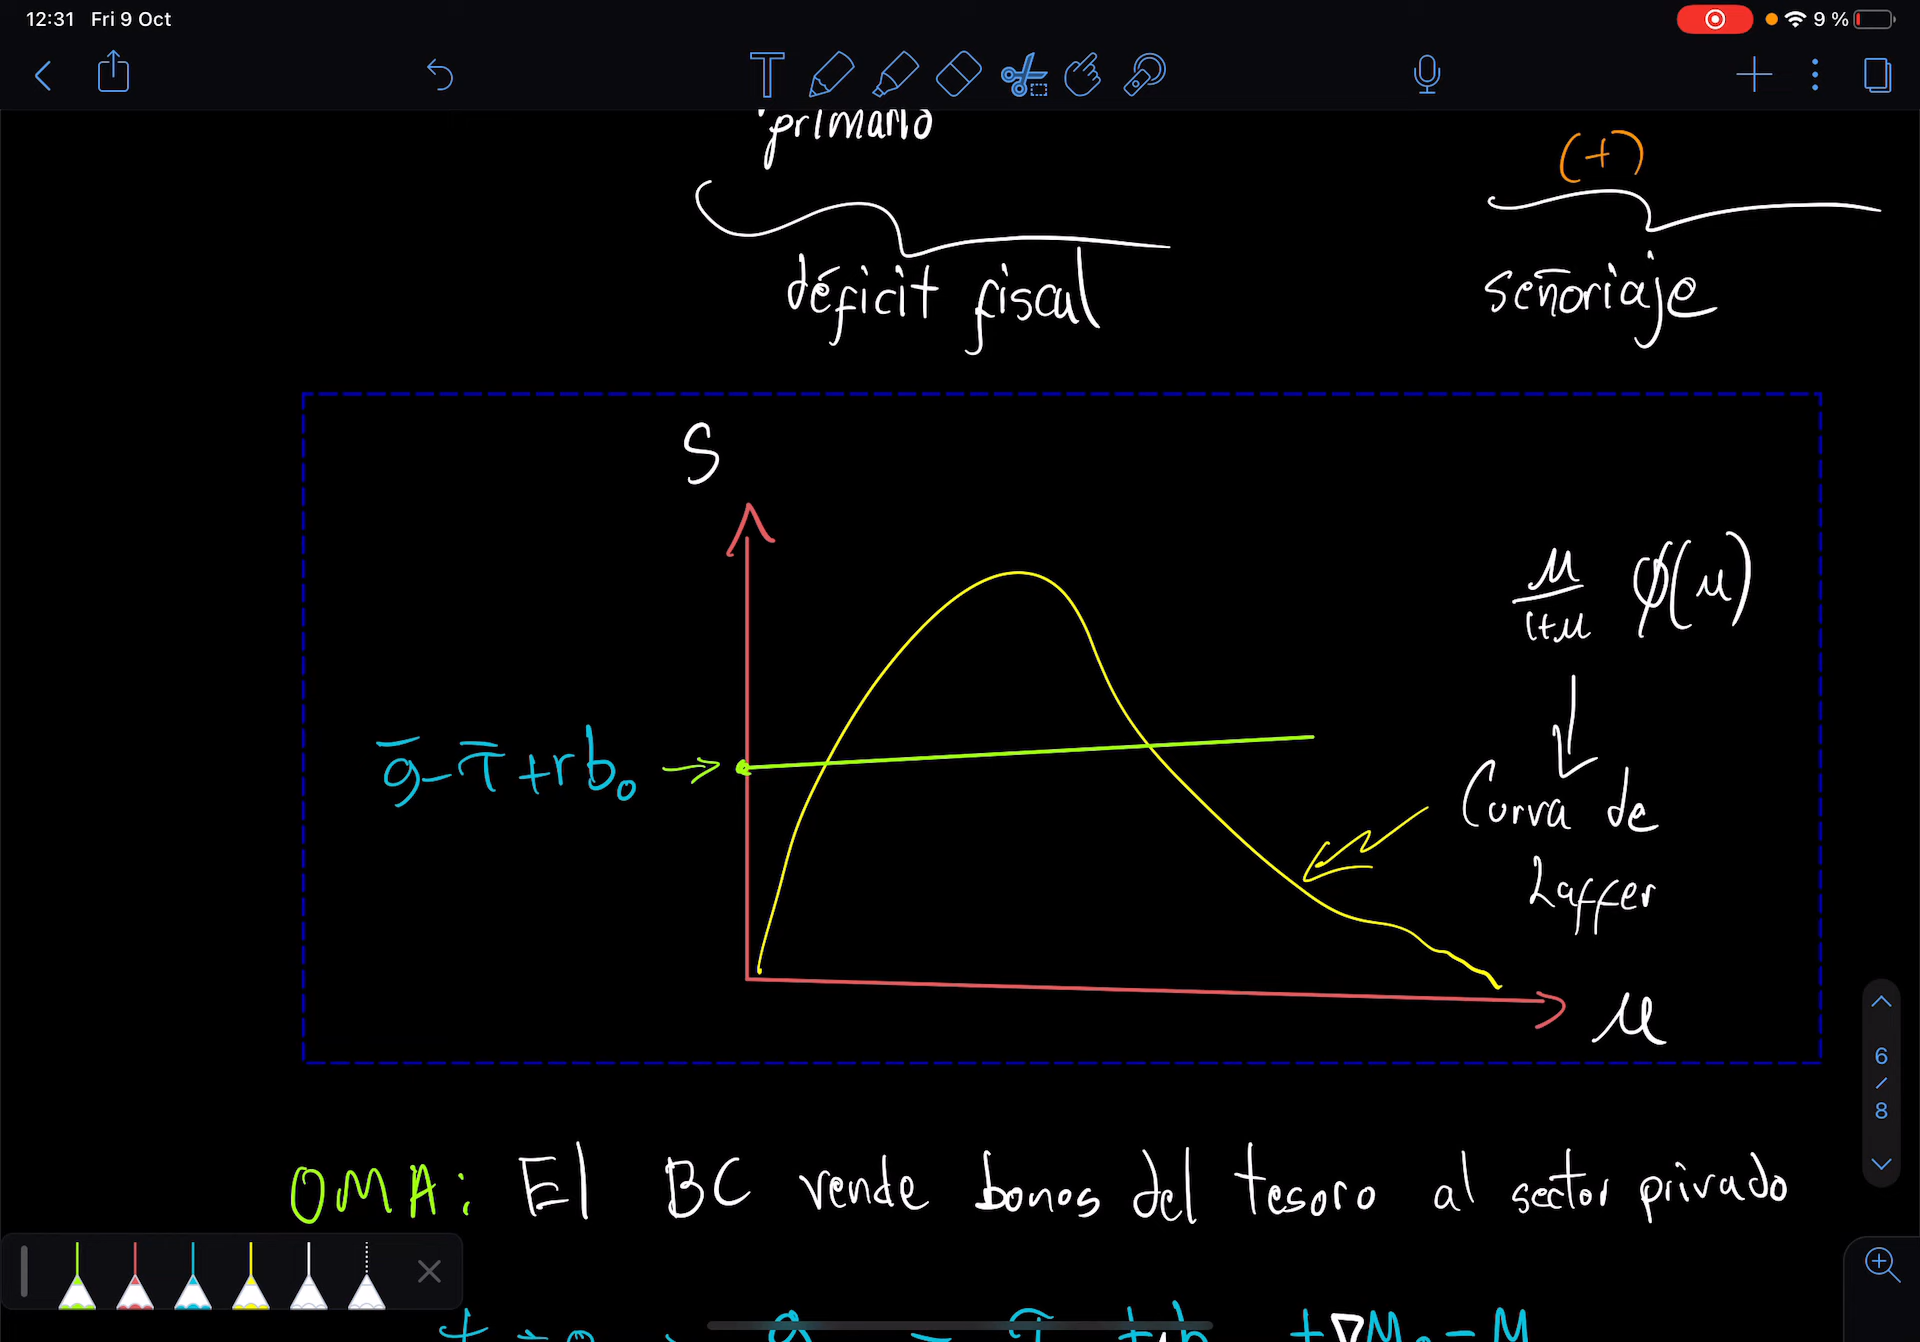 12:31 Fri 9 Oct 9 %
primario
(+)
déficit fiscal
señoriaje
S
μ/1+μ ϕ(μ)
g̅ - τ̅ + r b₀
Curva de
Laffer
μ
6
/
8
OMA: El BC vende bonos del tesoro al sector privado